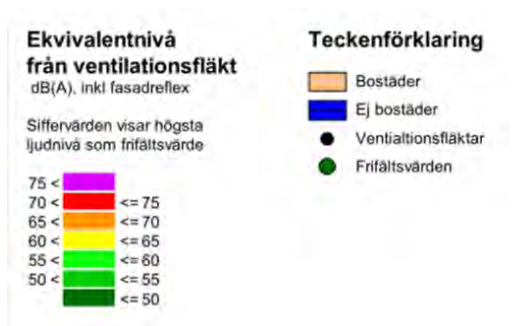 Ekvivalentnivå
från ventilationsfläkt
dB(A), inkl fasadreflex
Siffervärden visar högsta
ljudnivå som frifältsvärde
75 <
70 < <= 75
65 < <= 70
60 < <= 65
55 < <= 60
50 < <= 55
<= 50
Teckenförklaring
Bostäder
Ej bostäder
Ventialtionsfläktar
Frifältsvärden